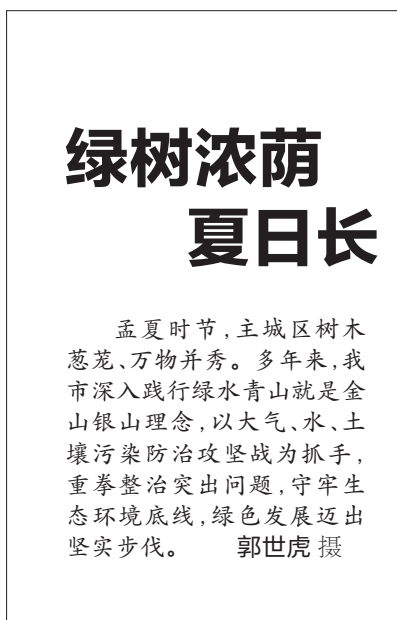 绿树浓荫
夏日长
孟夏时节,主城区树木
葱茏、万物并秀。多年来,我
市深入践行绿水青山就是金
山银山理念,以大气、水、土
壤污染防治攻坚战为抓手,
重拳整治突出问题,守牢生
态环境底线,绿色发展迈出
坚实步伐。 郭世虎 摄